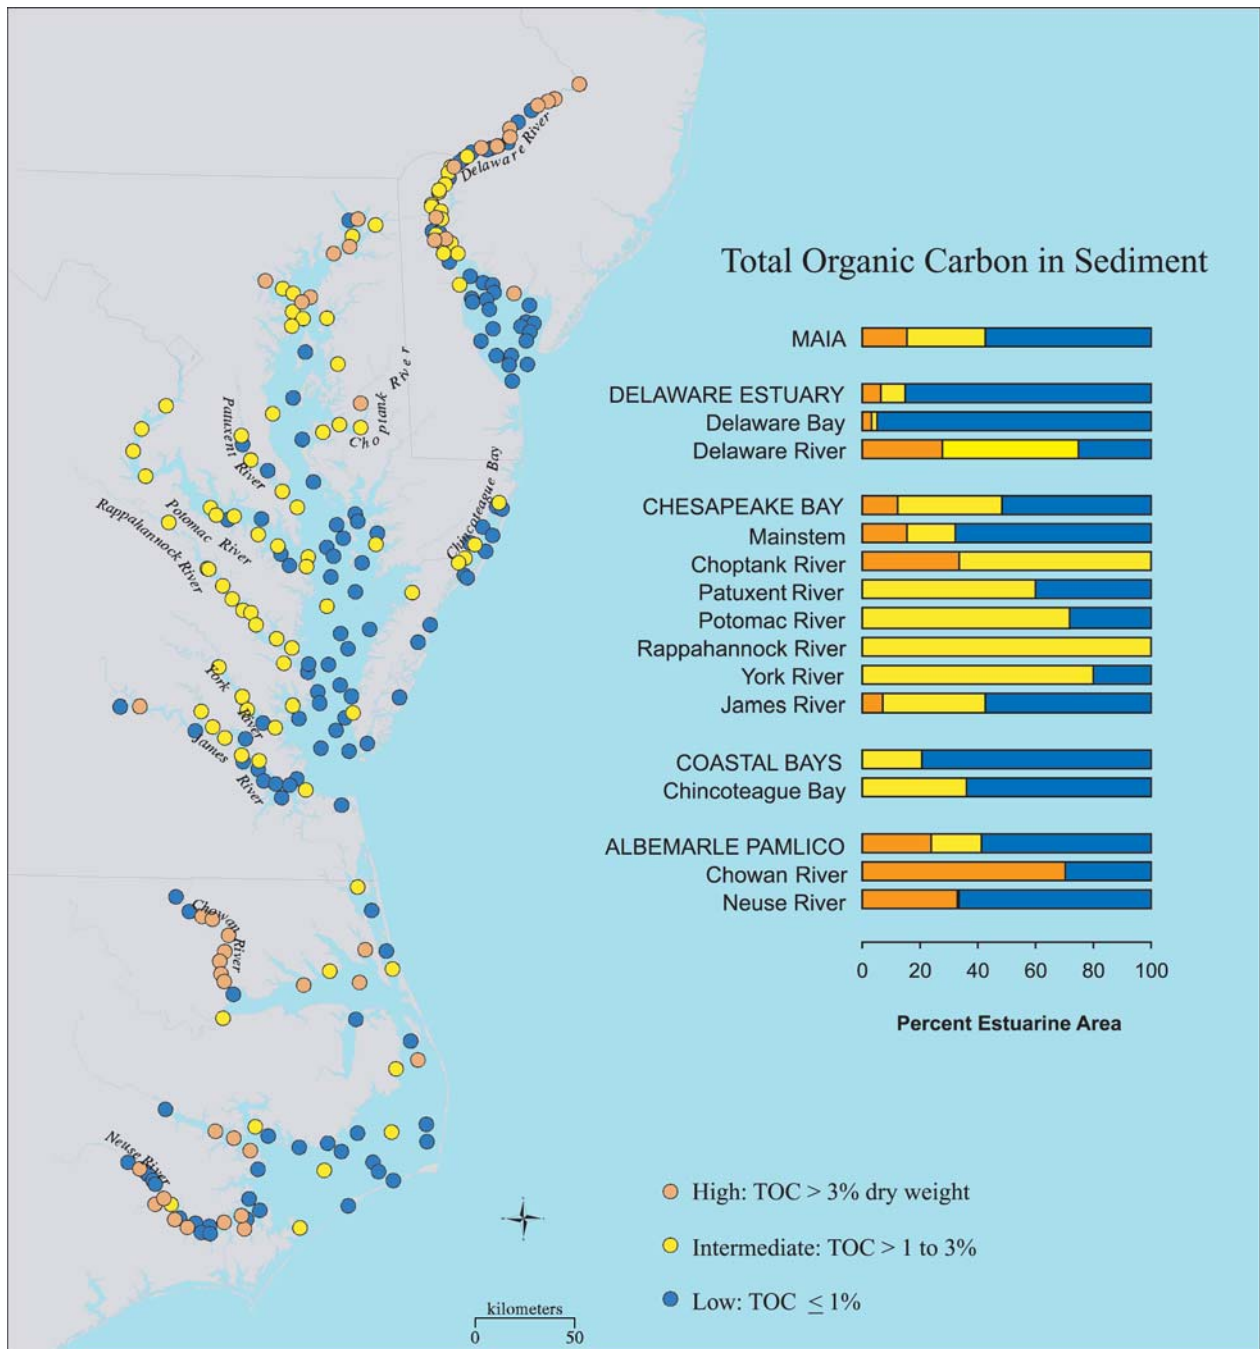 Delaware River
Total Organic Carbon in Sediment
MAIA
DELAWARE ESTUARY
Delaware Bay
Delaware River
CHESAPEAKE BAY
Mainstem
Choptank River
Patuxent River
Potomac River
Rappahannock River
York River
James River
COASTAL BAYS
Chincoteague Bay
ALBEMARLE PAMLICO
Chowan River
Neuse River
0 20 40 60 80 100
Percent Estuarine Area
Choptank River
Patuxent River
Chincoteague Bay
Potomac River
Rappahannock River
York River
James River
Chowan River
Neuse River
High: TOC > 3% dry weight
Intermediate: TOC > 1 to 3%
Low: TOC ≤ 1%
kilometers
0 50